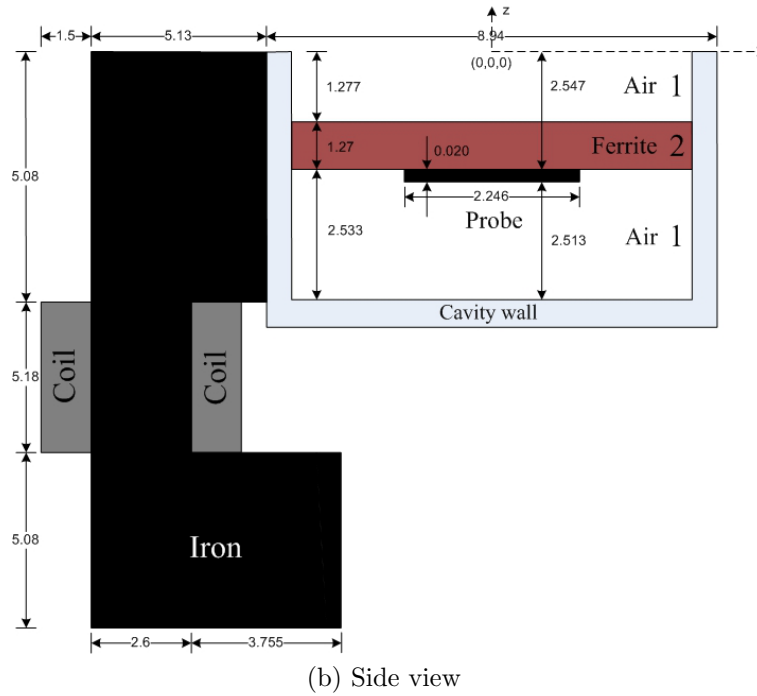 z
1.5
5.13
8.94
(0,0,0)
1.277
2.547
Air 1
5.08
1.27
0.020
Ferrite 2
2.246
Probe
2.533
2.513
Air 1
Cavity wall
5.18
Coil
Coil
5.08
Iron
2.6
3.755
(b) Side view